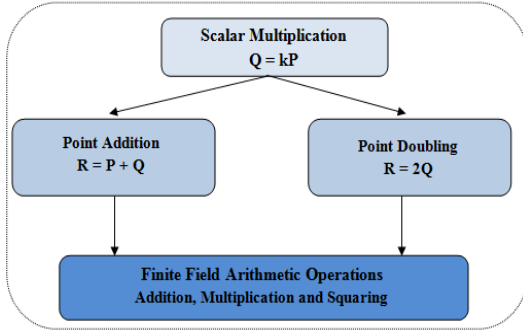 Scalar Multiplication
Q = kP
Point Addition
R = P + Q
Point Doubling
R = 2Q
Finite Field Arithmetic Operations
Addition, Multiplication and Squaring